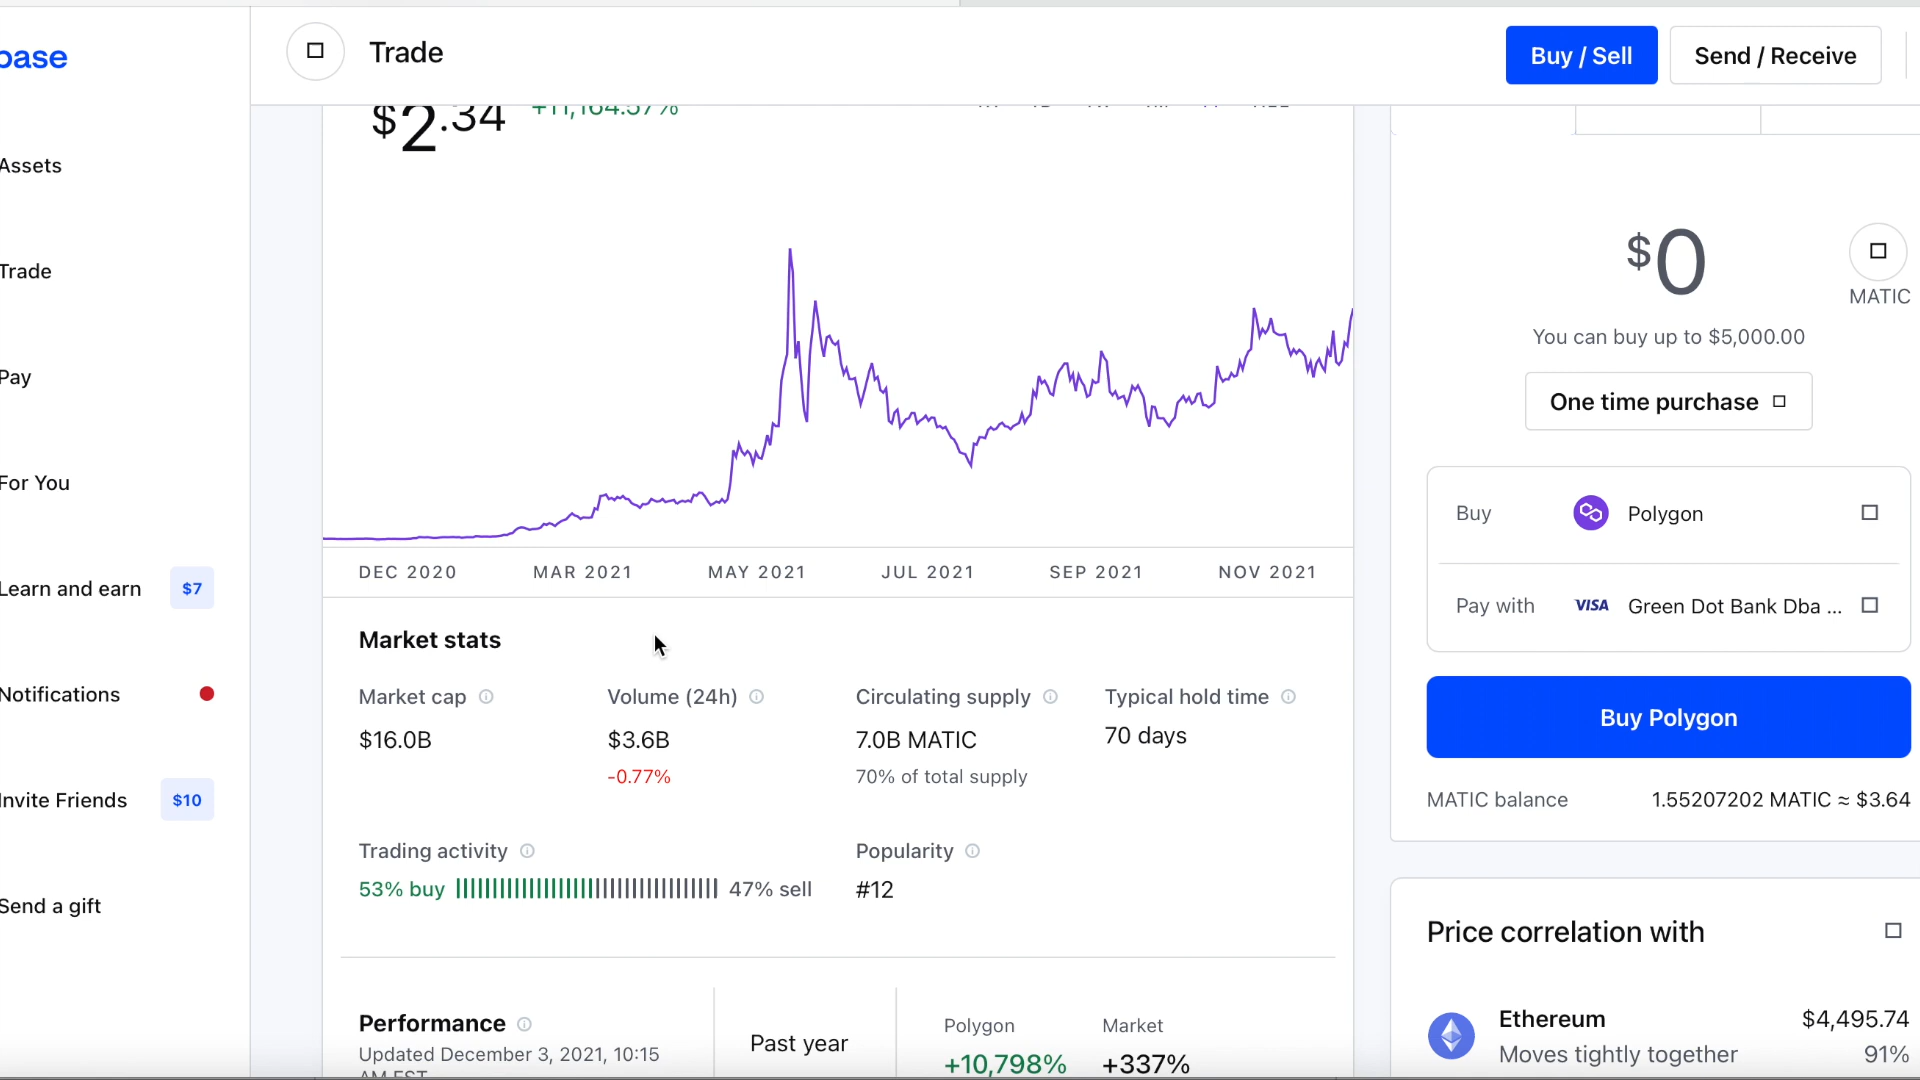 base
Trade
Buy / Sell
Send / Receive
Assets
Trade
Pay
For You
Learn and earn $7
Notifications
Invite Friends $10
Send a gift
$2.34 +11,164.57%
DEC 2020 MAR 2021 MAY 2021 JUL 2021 SEP 2021 NOV 2021
Market stats
Market cap
$16.0B
Volume (24h)
$3.6B
-0.77%
Circulating supply
7.0B MATIC
70% of total supply
Typical hold time
70 days
Trading activity
53% buy 47% sell
Popularity
#12
Performance
Updated December 3, 2021, 10:15
AM EST
Past year
Polygon
+10,798%
Market
+337%
$0
MATIC
You can buy up to $5,000.00
One time purchase
Buy Polygon
Pay with VISA Green Dot Bank Dba ...
Buy Polygon
MATIC balance 1.55207202 MATIC ≈ $3.64
Price correlation with
Ethereum $4,495.74
Moves tightly together 91%